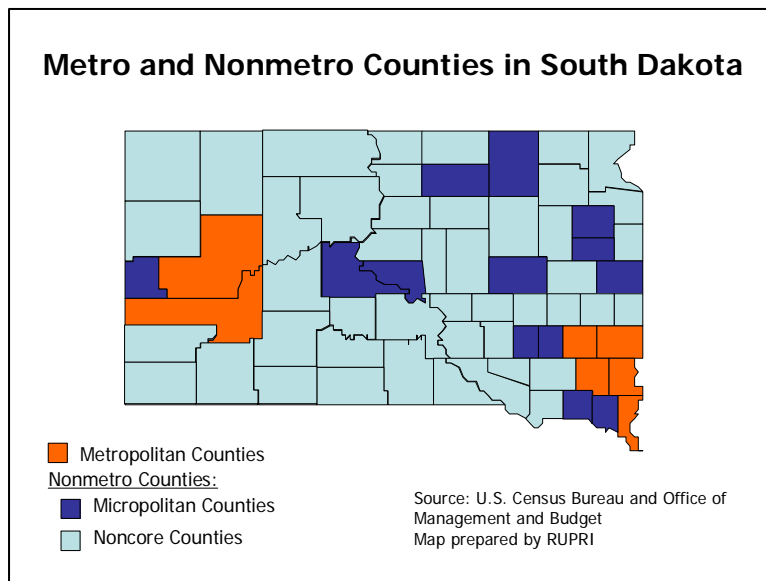 Metro and Nonmetro Counties in South Dakota
Metropolitan Counties
Nonmetro Counties:
Micropolitan Counties
Noncore Counties
Source: U.S. Census Bureau and Office of
Management and Budget
Map prepared by RUPRI